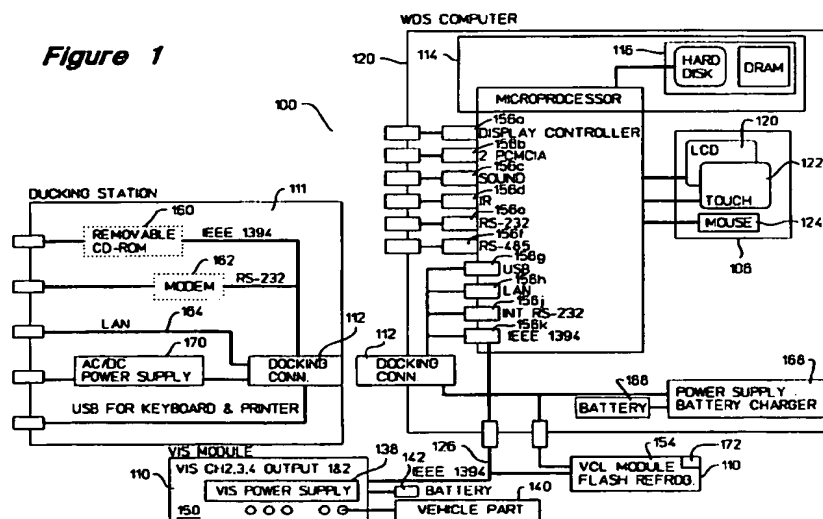 Figure 1
WDS COMPUTER
120
114
116
HARD
DISK
DRAM
MICROPROCESSOR
100
156a
DISPLAY CONTROLLER
156b
2 PCMCIA
156c
SOUND
156d
IR
156e
RS-232
156f
RS-485
156g
USB
156h
LAN
156j
INT RS-232
156k
IEEE 1394
120
LCD
122
TOUCH
MOUSE
124
106
DUCKING STATION
111
160
REMOVABLE
CD-ROM
IEEE 1394
162
MODEM
RS-232
LAN
164
112
170
AC/DC
POWER SUPPLY
DOCKING
CONN.
USB FOR KEYBOARD & PRINTER
112
DOCKING
CONN
168
BATTERY
166
POWER SUPPLY
BATTERY CHARGER
VIS MODULE
110
VIS CH2,3,4 OUTPUT 1&2
138
VIS POWER SUPPLY
150
142
IEEE 1394
126
BATTERY
140
VEHICLE PART
154
172
VCL MODULE
FLASH REFROG.
110